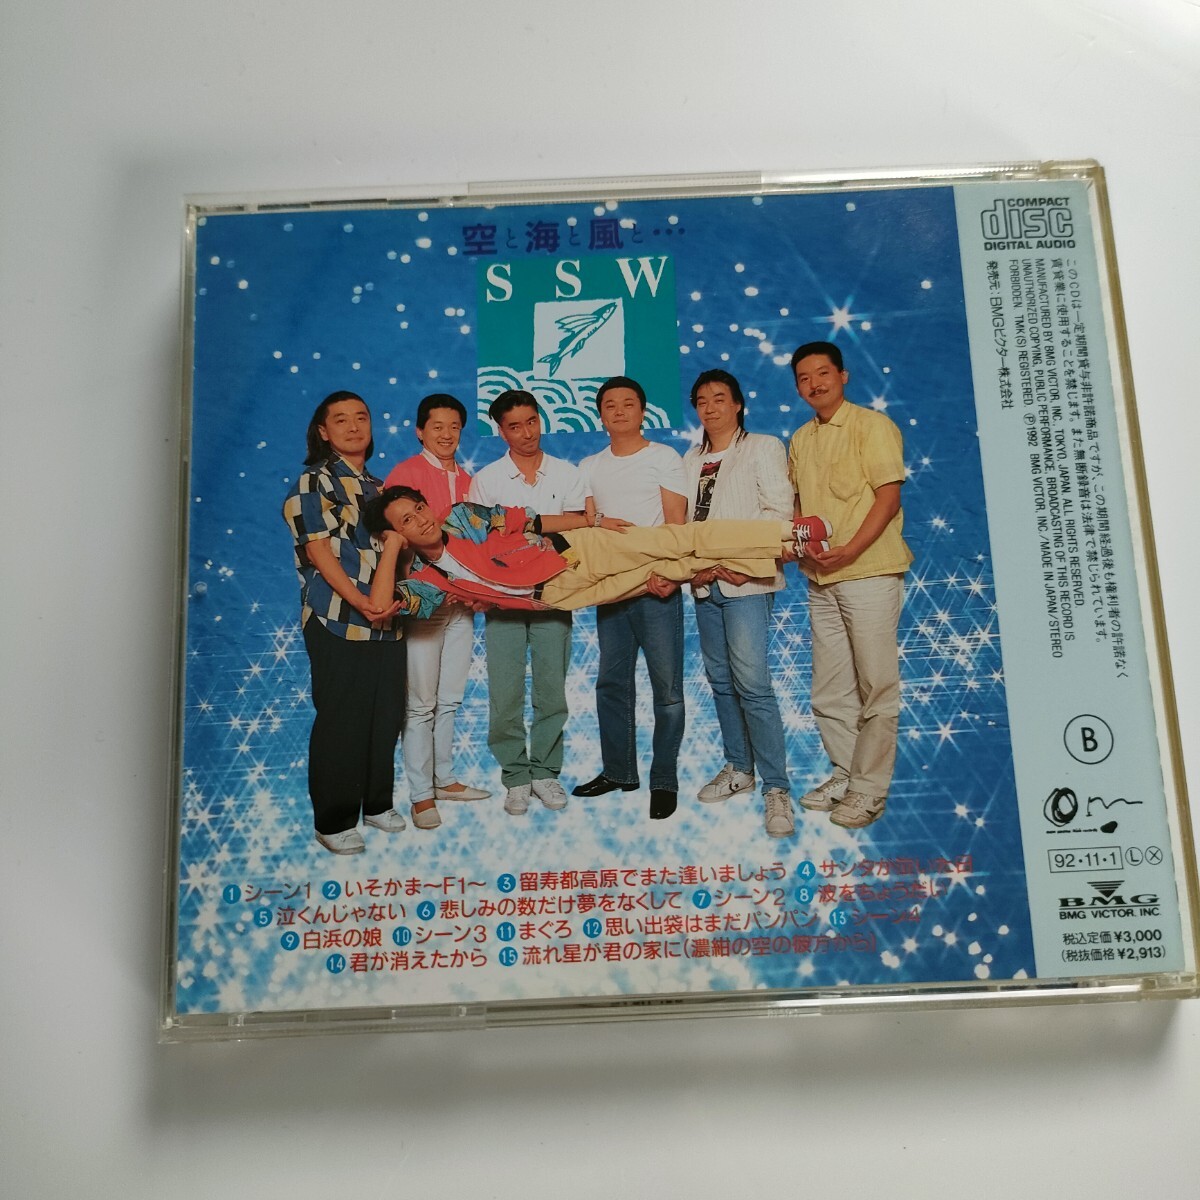 空と海と風と…
SSW
1 シーン1 2 いそかま〜F1〜 3 留寿都高原でまた逢いましょう 4 サンタが泣いた日
5 泣くんじゃない 6 悲しみの数だけ夢をなくして 7 シーン2 8 波をちょうだい
9 白浜の娘 10 シーン3 11 まぐろ 12 思い出袋はまだパンパン 13 シーン4
14 君が消えたから 15 流れ星が君の家に(濃紺の空の彼方から)
COMPACT
disc
DIGITAL AUDIO
このCDは一定期間貸与非許諾商品ですが、この期間経過後も権利者の許諾なく
賃貸業に使用することを禁じます。また無断録音は法律で禁じられています。
MANUFACTURED BY BMG VICTOR, INC., TOKYO, JAPAN. ALL RIGHTS RESERVED.
UNAUTHORIZED COPYING, PUBLIC PERFORMANCE, BROADCASTING OF THIS RECORD IS
FORBIDDEN. TMK(S) REGISTERED. Ⓟ1992 BMG VICTOR, INC./MADE IN JAPAN/STEREO
発売元:BMGビクター株式会社
B
92・11・1 L X
BMG
BMG VICTOR, INC.
税込定価 ¥3,000
(税抜価格 ¥2,913)